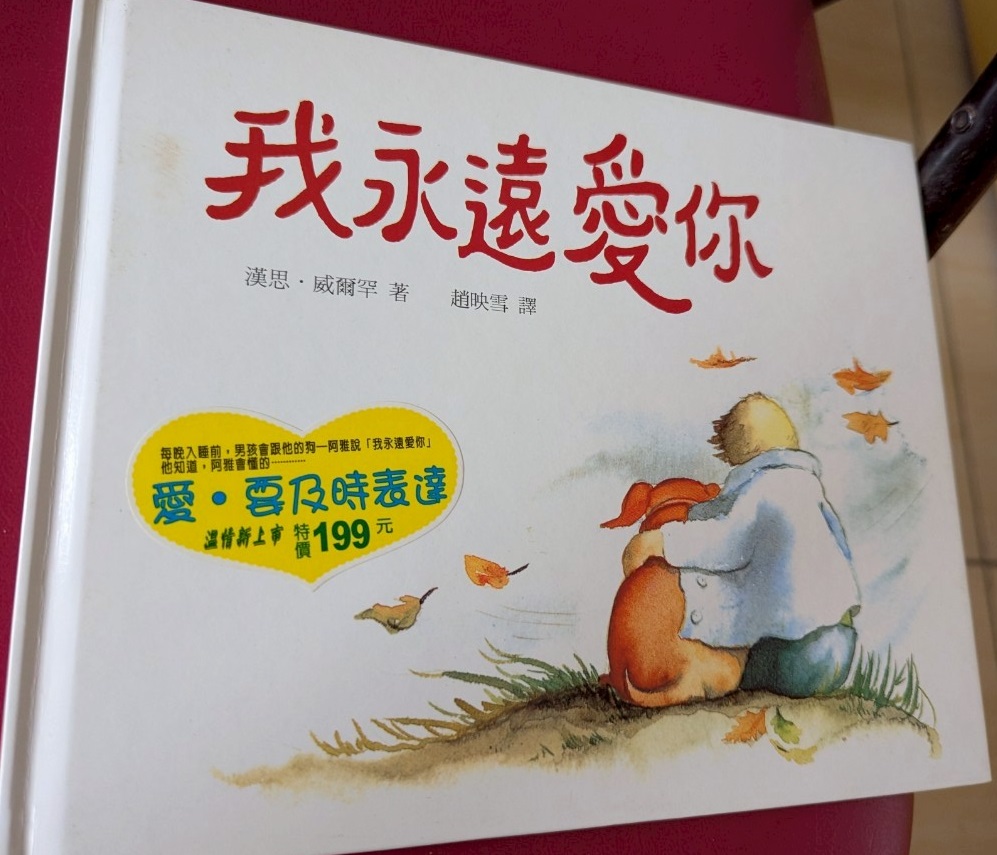 我永遠愛你
漢思·威爾罕 著 趙映雪 譯
每晚入睡前，男孩會跟他的狗—阿雅說「我永遠愛你」
他知道，阿雅會懂的…………
愛•要及時表達
溫情新上市 特價199元